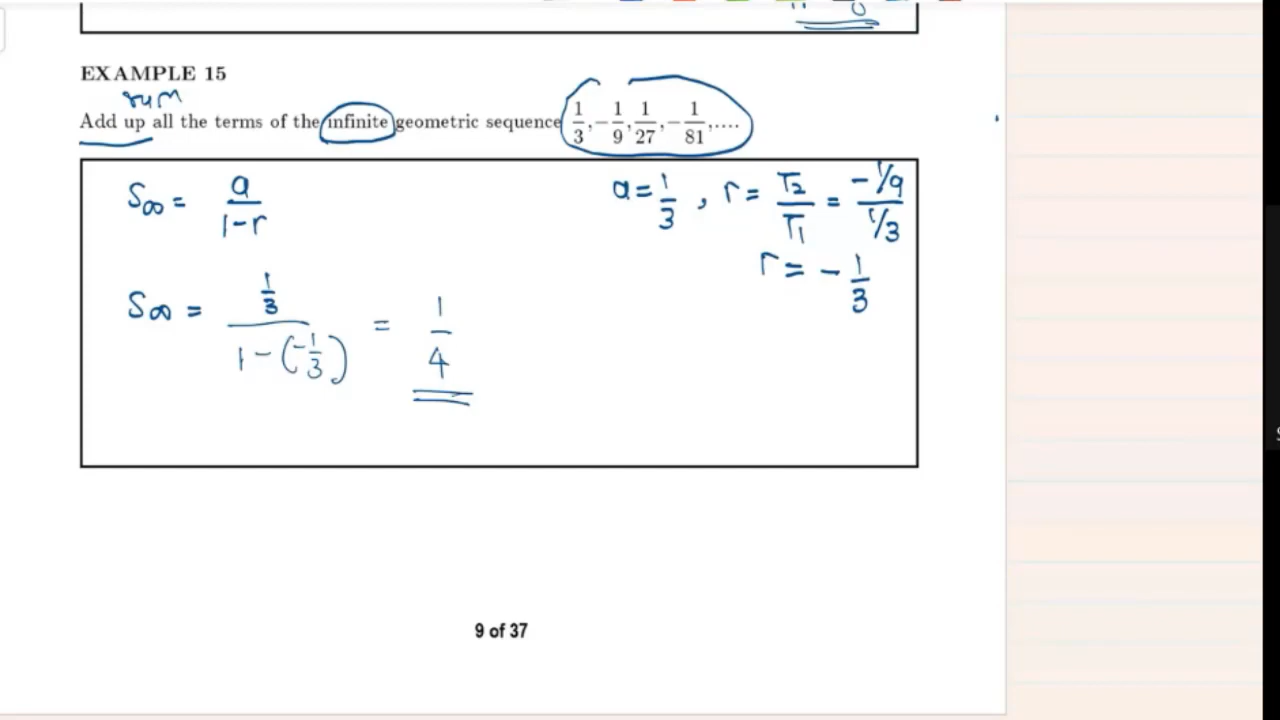 EXAMPLE 15
sum
Add up all the terms of the infinite geometric sequence 1/3, -1/9, 1/27, -1/81, ....
S∞ = a/(1-r)
a = 1/3 , r = T2/T1 = (-1/9)/(1/3)
r = -1/3
S∞ = (1/3)/(1-(-1/3)) = 1/4
9 of 37